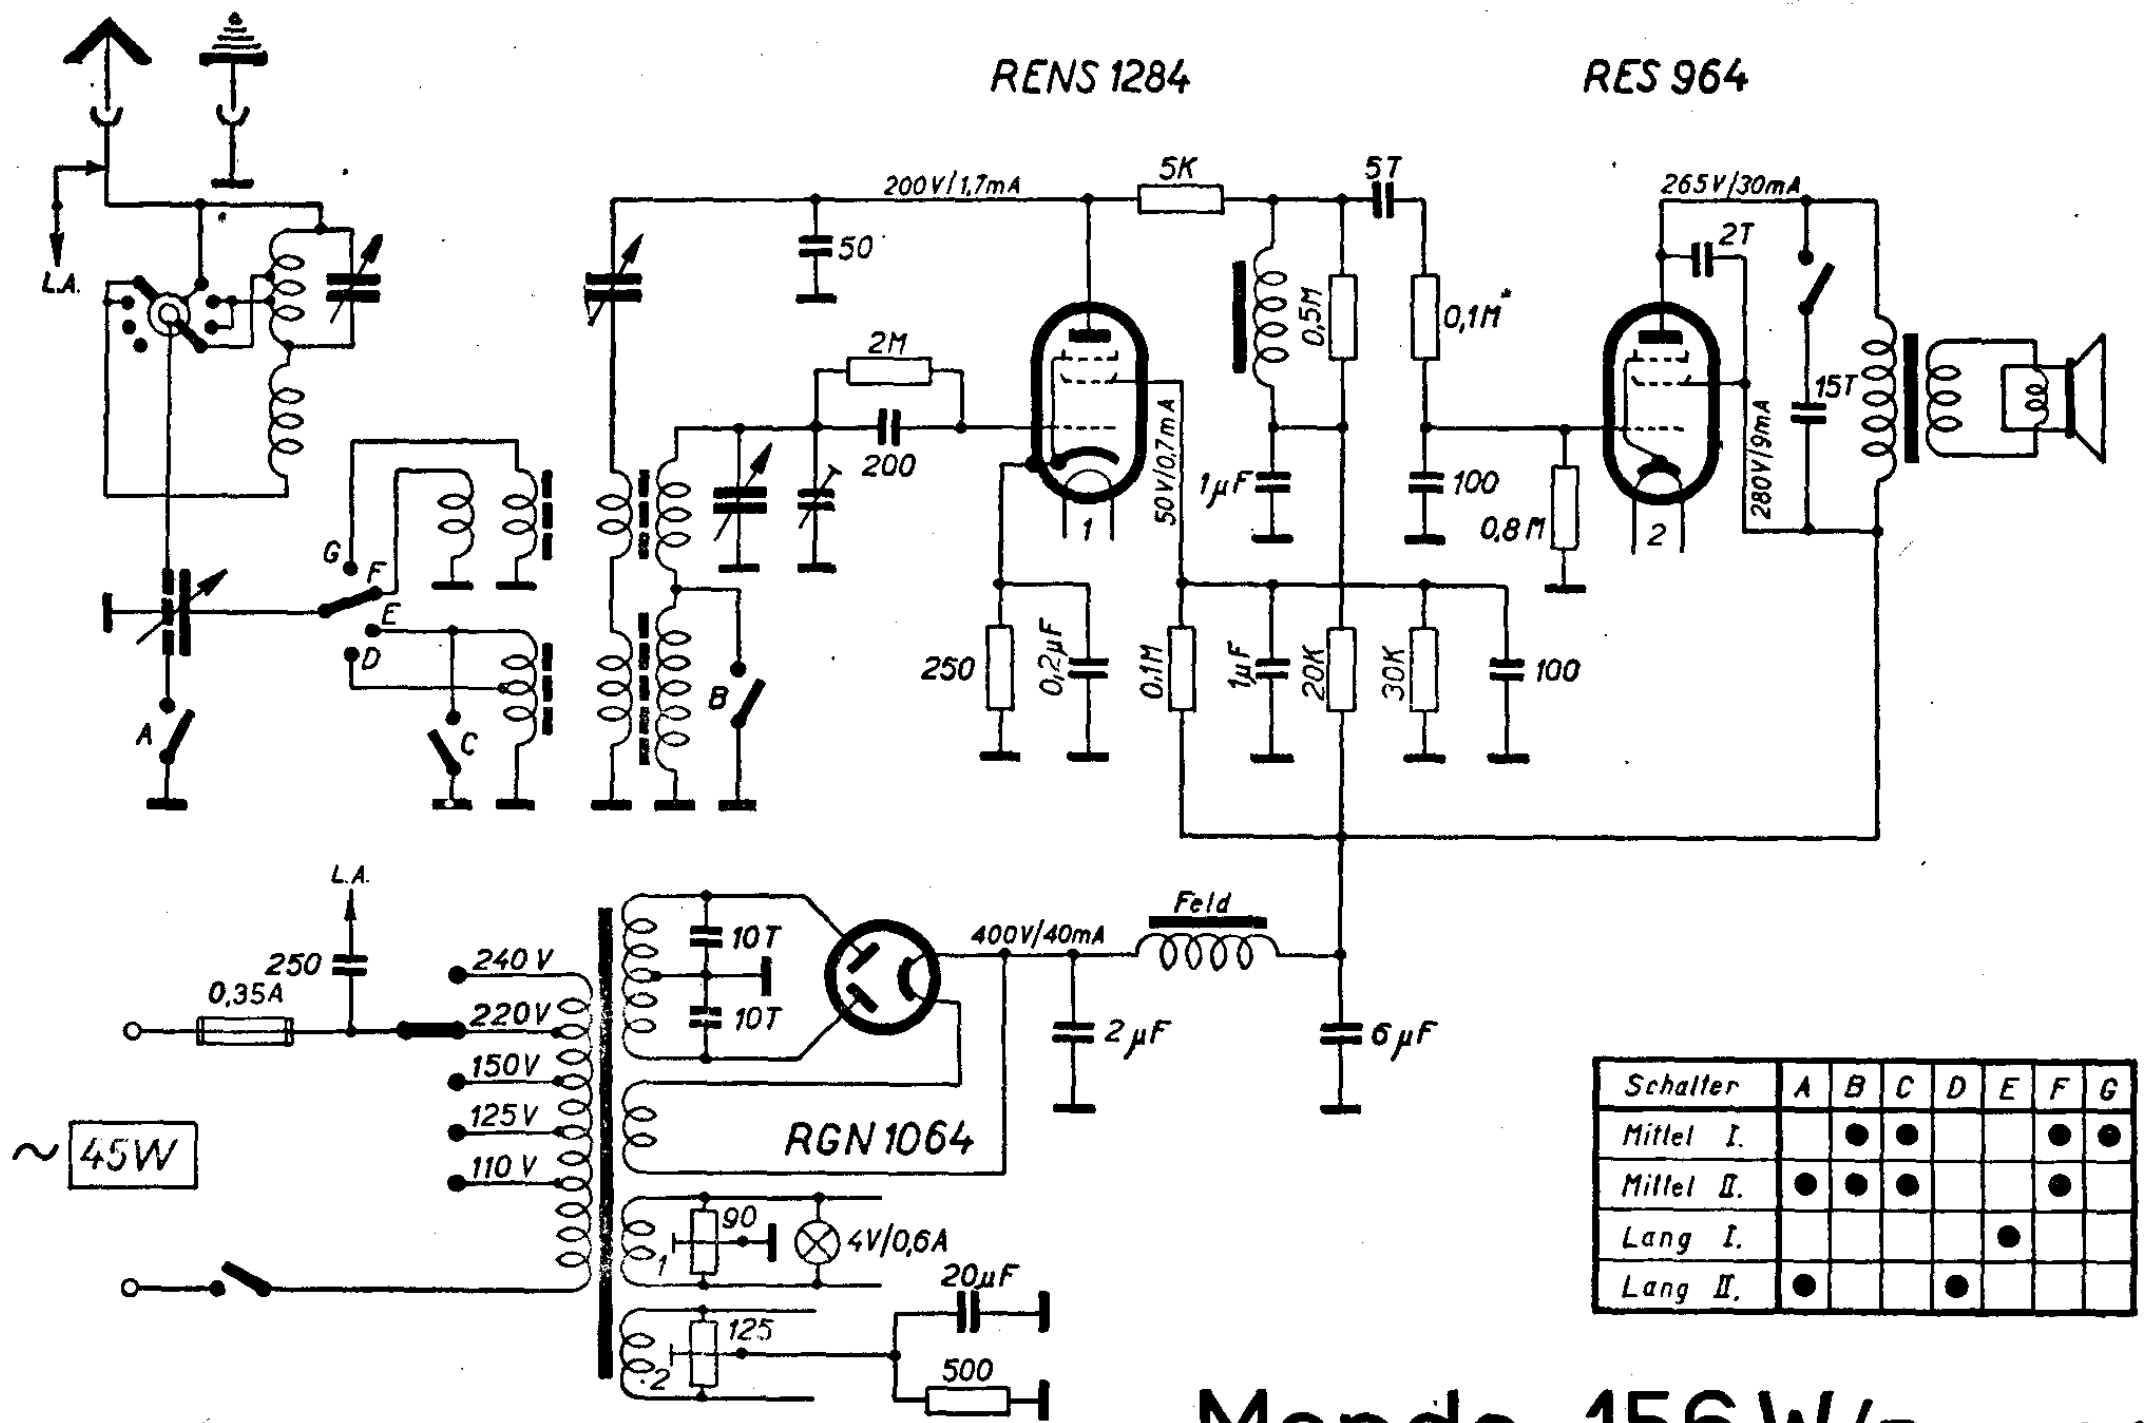 RENS 1284
RES 964
L.A.
200V/1,7mA
5K
5T
265V/30mA
50
2T
0,5M
0,1M*
2M
15T
200
50V/0,7mA
1µF
100
0,8M
280V/9mA
1
2
G
F
E
D
A
C
B
250
0,2µF
0,1M
1µF
20K
30K
100
L.A.
250
0,35A
240V
220V
150V
125V
110V
~ 45W
10T
10T
400V/40mA
Feld
2µF
6µF
RGN 1064
90
1
4V/0,6A
20µF
125
2
500
Schalter A B C D E F G
Mittel I. ● ● ● ●
Mittel II. ● ● ● ●
Lang I. ●
Lang II. ● ●
156 W/